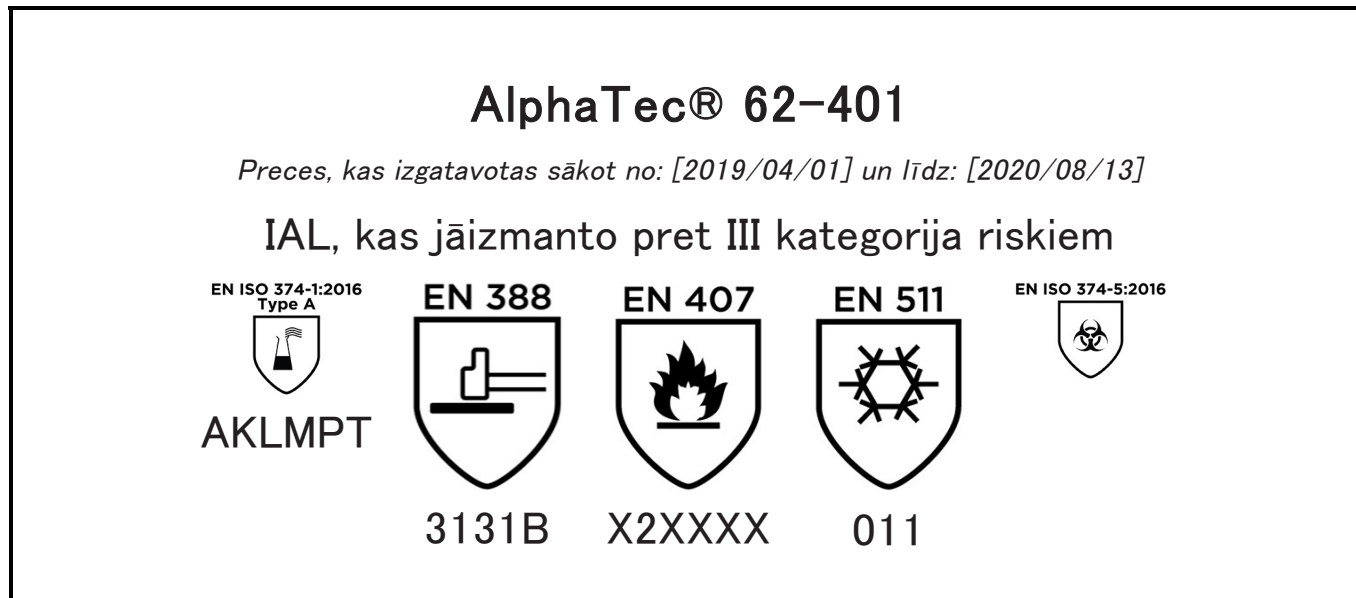 AlphaTec® 62-401
Preces, kas izgatavotas sākot no: [2019/04/01] un līdz: [2020/08/13]
IAL, kas jāizmanto pret III kategorija riskiem
EN ISO 374-1:2016
Type A
AKLMPT
EN 388
3131B
EN 407
X2XXXX
EN 511
011
EN ISO 374-5:2016